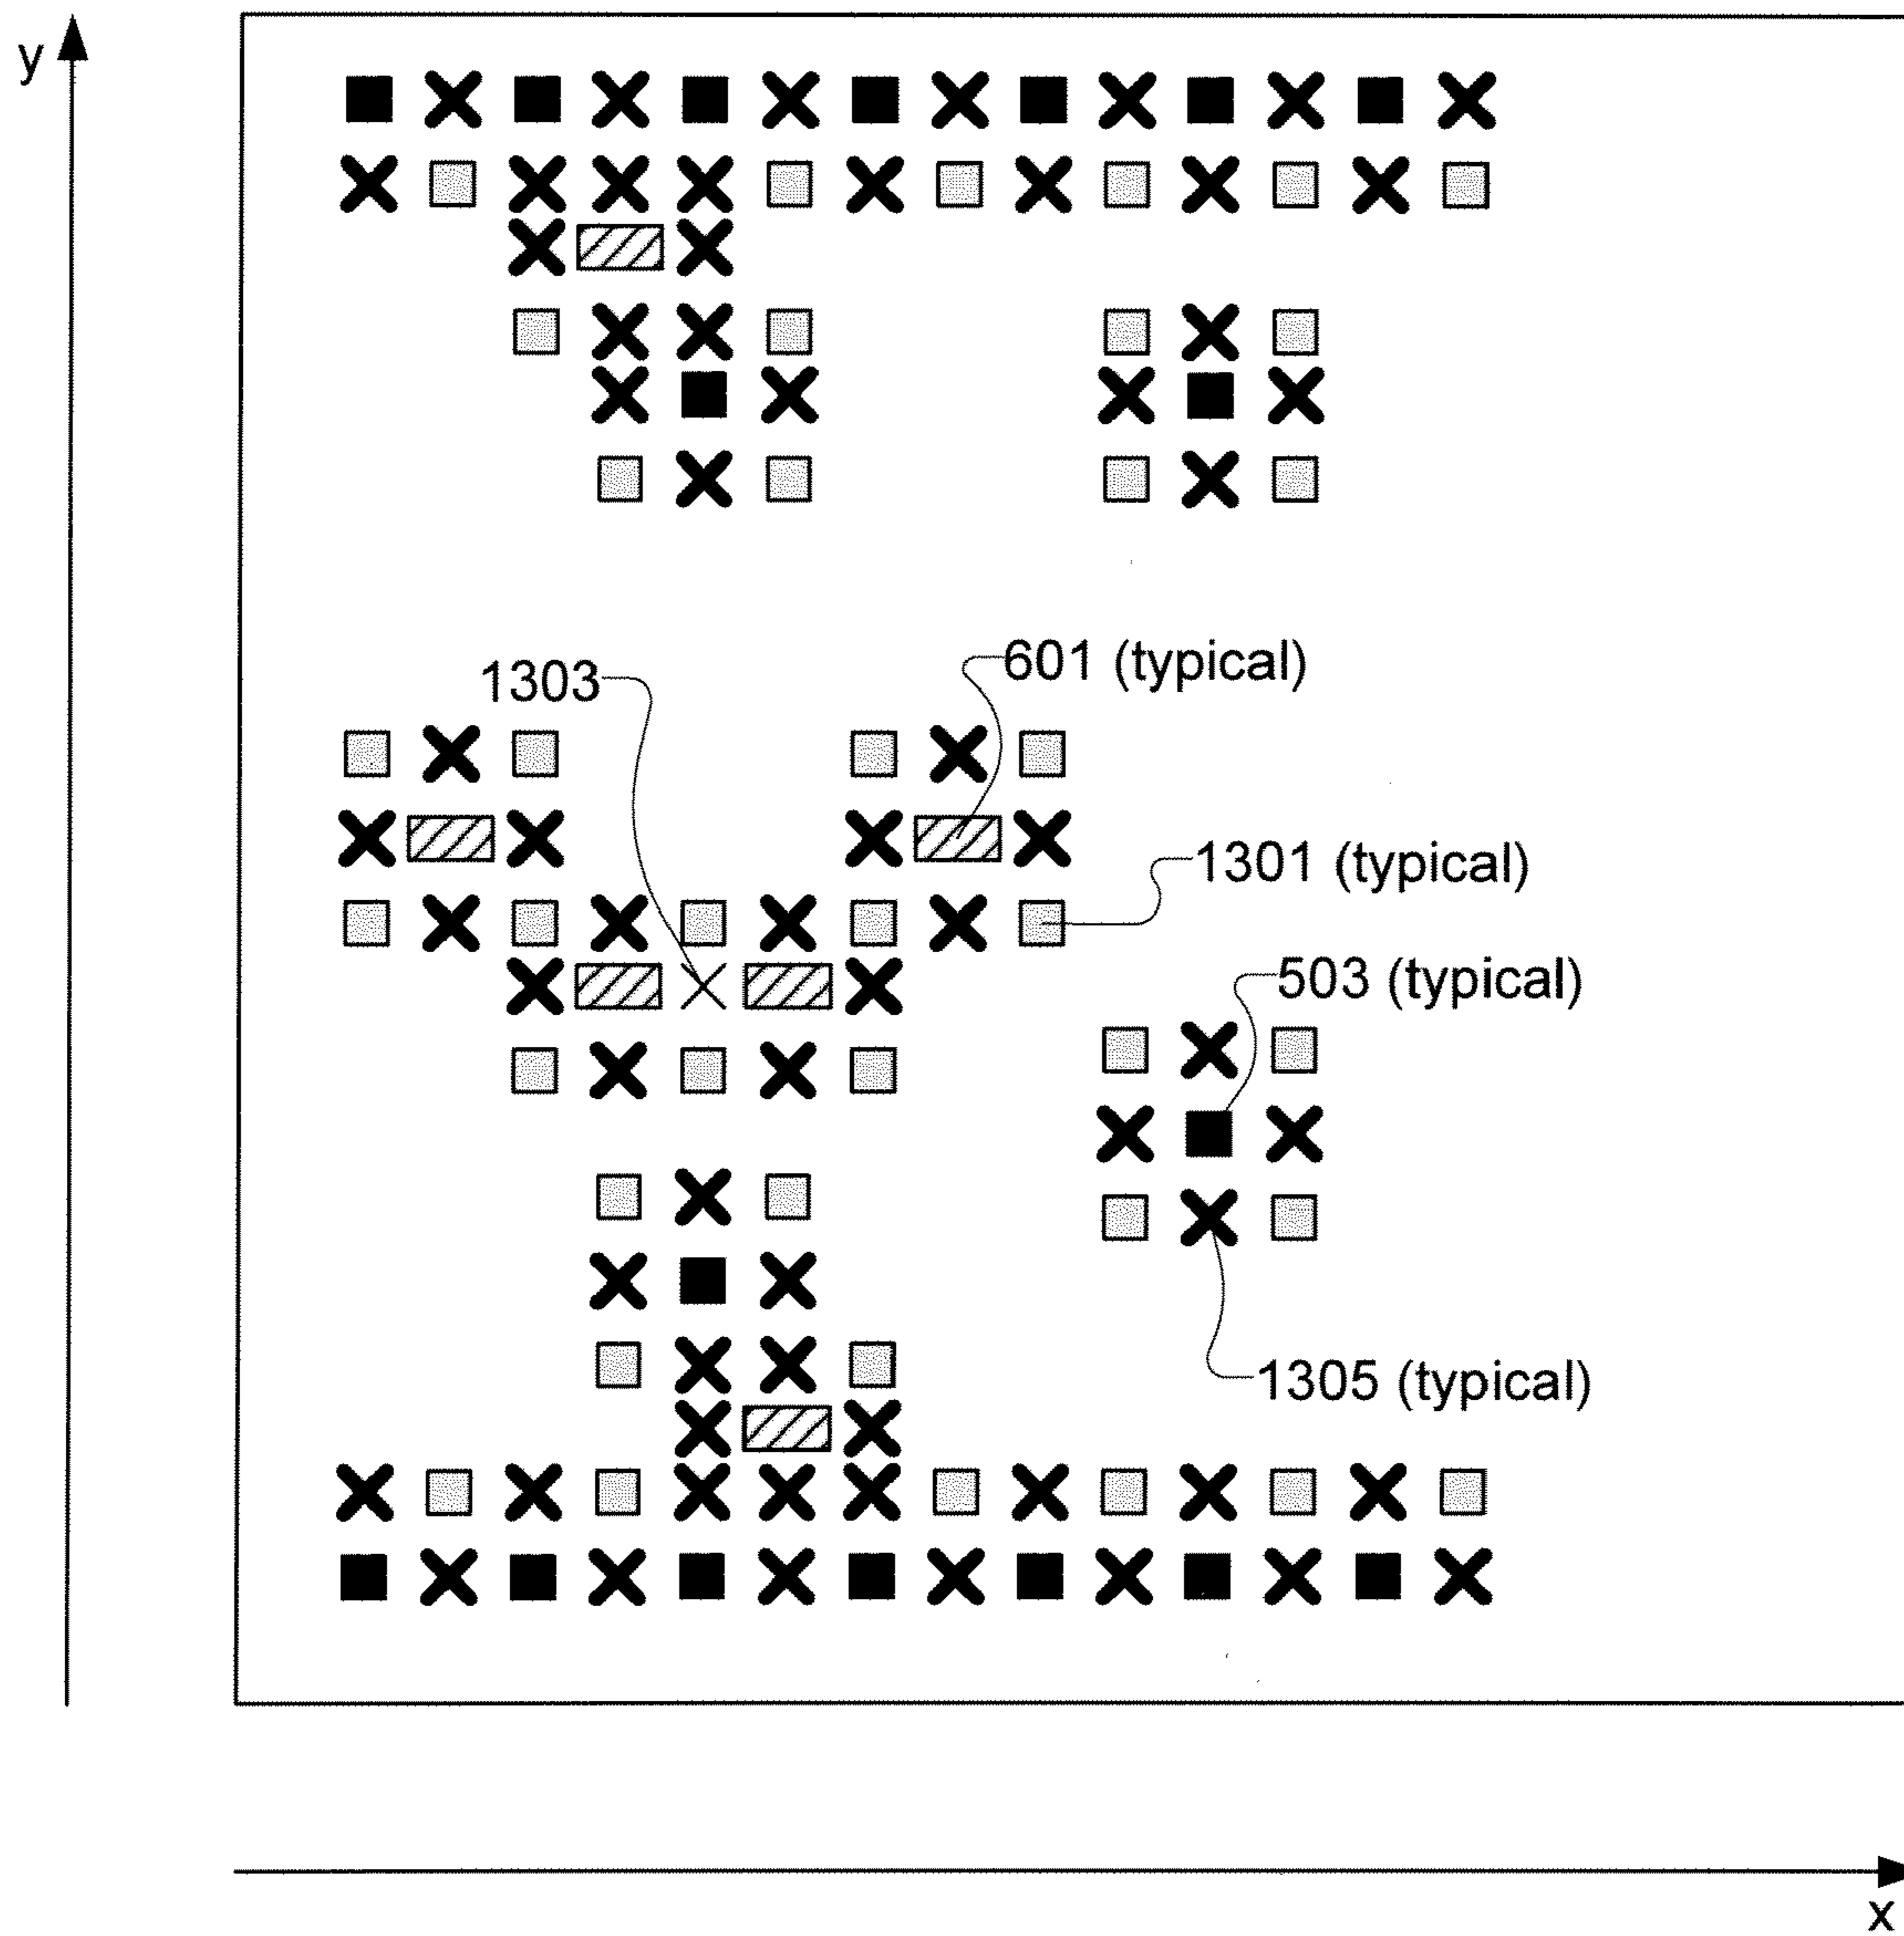 y
601 (typical)
1303
1301 (typical)
503 (typical)
1305 (typical)
x